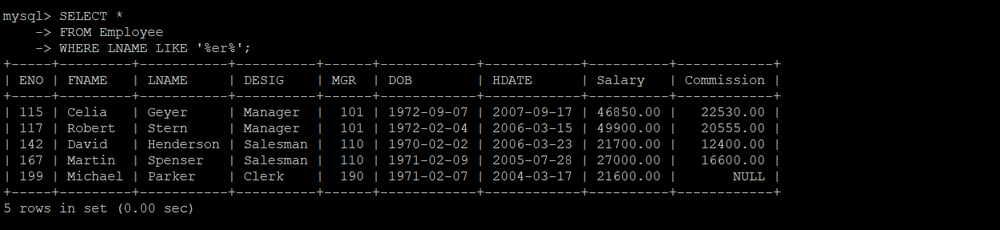 mysql> SELECT *
    -> FROM Employee
    -> WHERE LNAME LIKE '%er%';
+-----+---------+-----------+----------+------+------------+------------+----------+------------+
| ENO | FNAME   | LNAME     | DESIG    | MGR  | DOB        | HDATE      | Salary   | Commission |
+-----+---------+-----------+----------+------+------------+------------+----------+------------+
| 115 | Celia   | Geyer     | Manager  |  101 | 1972-09-07 | 2007-09-17 | 46850.00 |   22530.00 |
| 117 | Robert  | Stern     | Manager  |  101 | 1972-02-04 | 2006-03-15 | 49900.00 |   20555.00 |
| 142 | David   | Henderson | Salesman |  110 | 1970-02-02 | 2006-03-23 | 21700.00 |   12400.00 |
| 167 | Martin  | Spenser   | Salesman |  110 | 1971-02-09 | 2005-07-28 | 27000.00 |   16600.00 |
| 199 | Michael | Parker    | Clerk    |  190 | 1971-02-07 | 2004-03-17 | 21600.00 |       NULL |
+-----+---------+-----------+----------+------+------------+------------+----------+------------+
5 rows in set (0.00 sec)